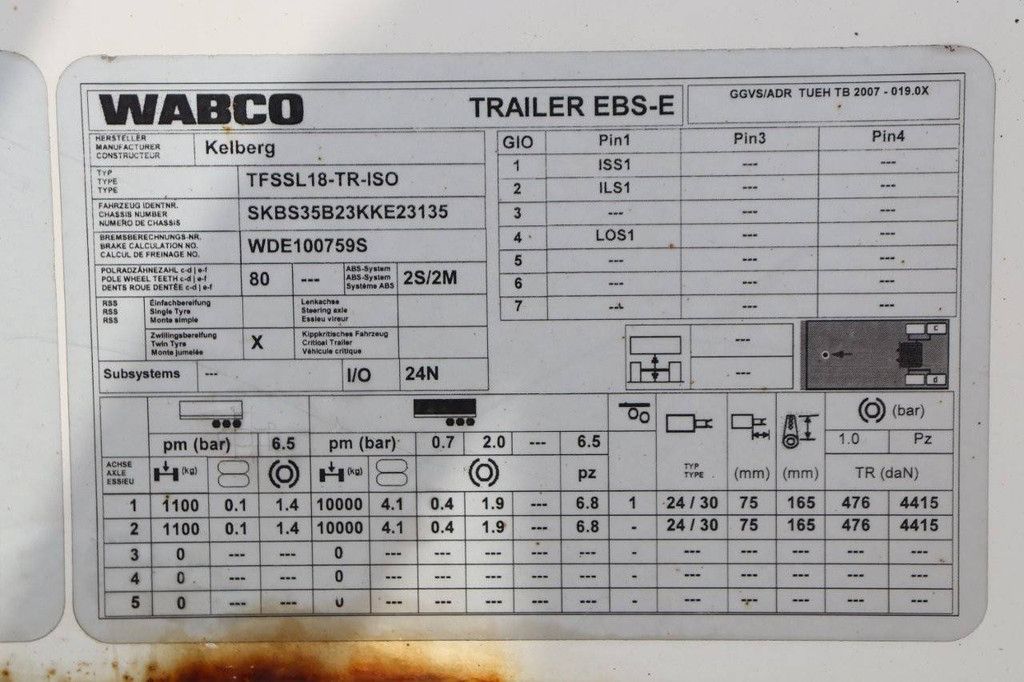 WABCO TRAILER EBS-E GGVS/ADR TUEH TB 2007 - 019.0X
HERSTELLER
MANUFACTURER
CONSTRUCTEUR
Kelberg
TYP
TYPE
TYPE
TFSSL18-TR-ISO
FAHRZEUG IDENTNR.
CHASSIS NUMBER
NUMERO DE CHASSIS
SKBS35B23KKE23135
BREMSBERECHNUNGS-NR.
BRAKE CALCULATION NO.
CALCUL DE FREINAGE NO.
WDE100759S
POLRADZÄHNEZAHL c-d | e-f
POLE WHEEL TEETH c-d | e-f
DENTS ROUE DENTÉE c-d | e-f
80 ---
ABS-System
ABS-System
Système ABS
2S/2M
RSS
RSS
RSS
Einfachbereifung
Single Tyre
Monte simple
Lenkachse
Steering axle
Essieu vireur
Zwillingsbereifung
Twin Tyre
Monte jumelée
X
Kippkritisches Fahrzeug
Critical Trailer
Véhicule critique
Subsystems --- I/O 24N
GIO Pin1 Pin3 Pin4
1 ISS1 --- ---
2 ILS1 --- ---
3 --- --- ---
4 LOS1 --- ---
5 --- --- ---
6 --- --- ---
7 --- --- ---
---
---
c
d
pm (bar) 6.5 pm (bar) 0.7 2.0 --- 6.5
(bar)
1.0 Pz
ACHSE
AXLE
ESSIEU
(kg) (kg) pz
TYP
TYPE
(mm) (mm) TR (daN)
1 1100 0.1 1.4 10000 4.1 0.4 1.9 --- 6.8 1 24 / 30 75 165 476 4415
2 1100 0.1 1.4 10000 4.1 0.4 1.9 --- 6.8 - 24 / 30 75 165 476 4415
3 0 --- --- 0 --- --- --- --- --- - --- --- --- --- ---
4 0 --- --- 0 --- --- --- --- --- - --- --- --- --- ---
5 0 --- --- 0 --- --- --- --- --- - --- --- --- --- ---